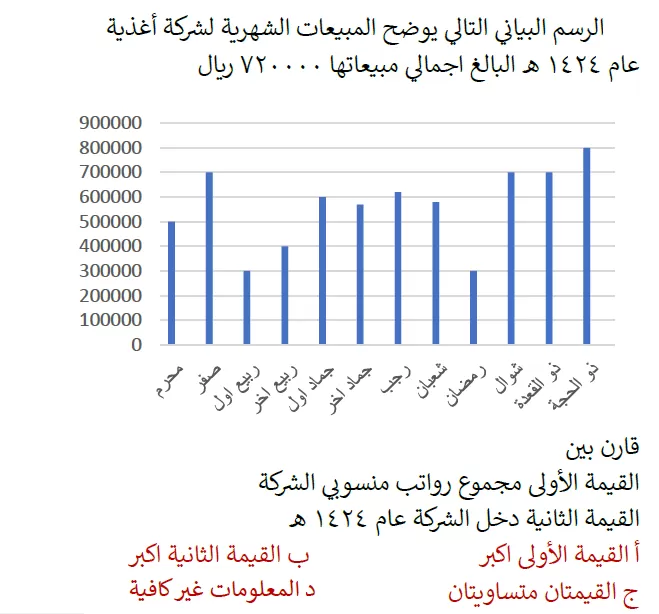 الرسم البياني التالي يوضح المبيعات الشهرية لشركة أغذية
عام ١٤٢٤ هـ البالغ اجمالي مبيعاتها ٧٢٠٠٠٠ ريال
900000
800000
700000
600000
500000
400000
300000
200000
100000
0
محرم
صفر
ربيع اول
ربيع اخر
جماد اول
جماد اخر
رجب
شعبان
رمضان
شوال
ذو القعدة
ذو الحجة
قارن بين
القيمة الأولى مجموع رواتب منسوبي الشركة
القيمة الثانية دخل الشركة عام ١٤٢٤ هـ
أ القيمة الأولى اكبر ب القيمة الثانية اكبر
ج القيمتان متساويتان د المعلومات غير كافية